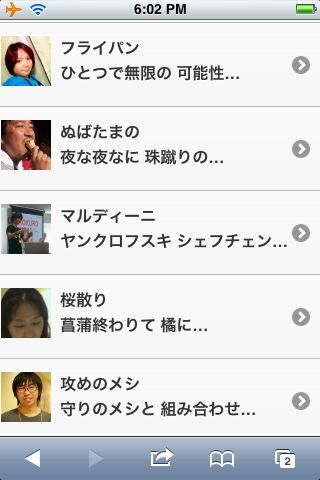 6:02 PM
フライパン
ひとつで無限の 可能性…
ぬばたまの
夜な夜なに 珠蹴りの…
マルディーニ
ヤンクロフスキ シェフチェン…
桜散り
菖蒲終わりて 橘に…
攻めのメシ
守りのメシと 組み合わせ…
2